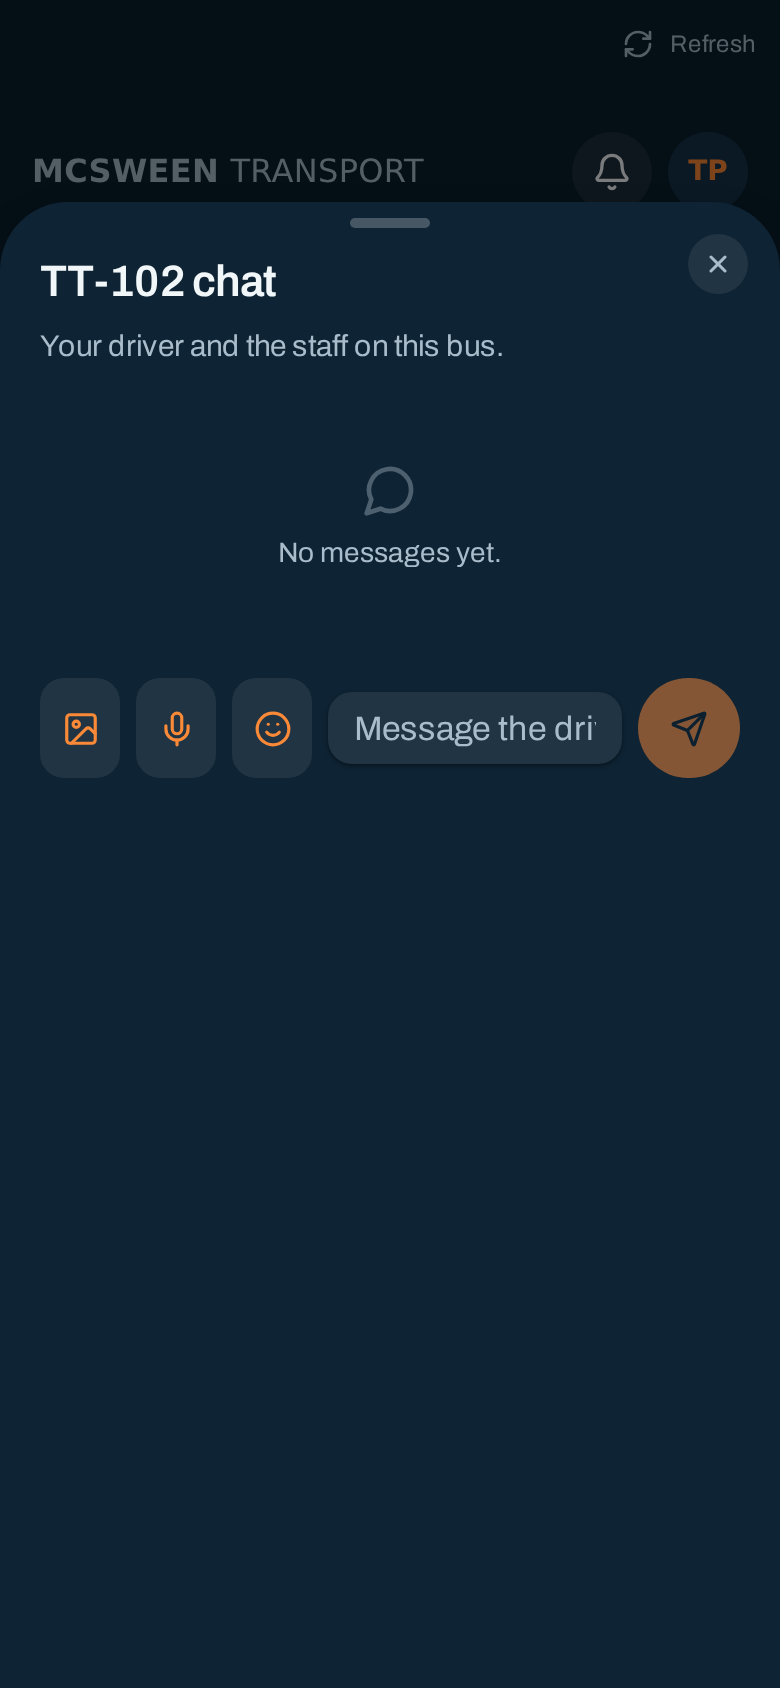 Refresh
MCSWEEN TRANSPORT
TP
TT-102 chat
Your driver and the staff on this bus.
No messages yet.
Message the dri